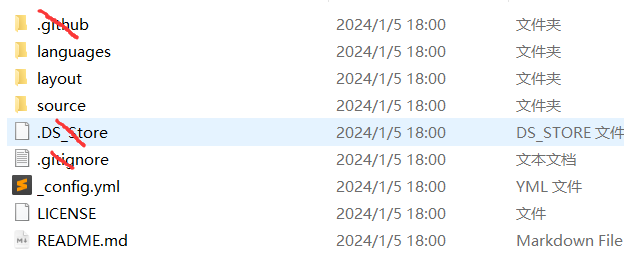 .github 2024/1/5 18:00 文件夹
languages 2024/1/5 18:00 文件夹
layout 2024/1/5 18:00 文件夹
source 2024/1/5 18:00 文件夹
.DS_Store 2024/1/5 18:00 DS_STORE 文件
.gitignore 2024/1/5 18:00 文本文档
_config.yml 2024/1/5 18:00 YML 文件
LICENSE 2024/1/5 18:00 文件
README.md 2024/1/5 18:00 Markdown File